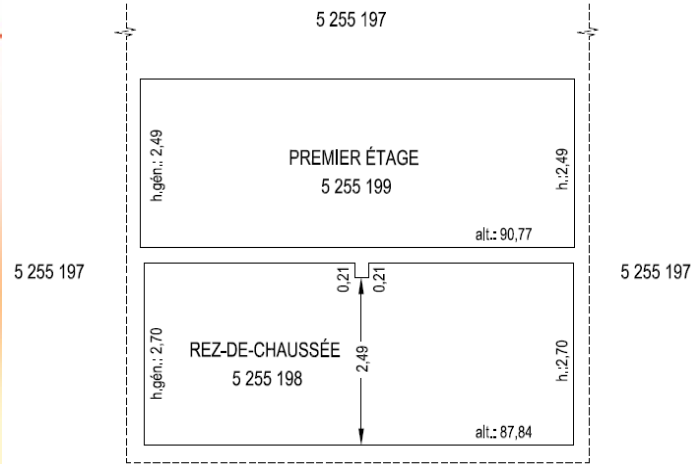 5 255 197
h.gén.: 2,49
PREMIER ÉTAGE
5 255 199
h.:2,49
alt.: 90,77
5 255 197
5 255 197
0,21
0,21
h.gén.: 2,70
REZ-DE-CHAUSSÉE
5 255 198
2,49
h.:2,70
alt.: 87,84